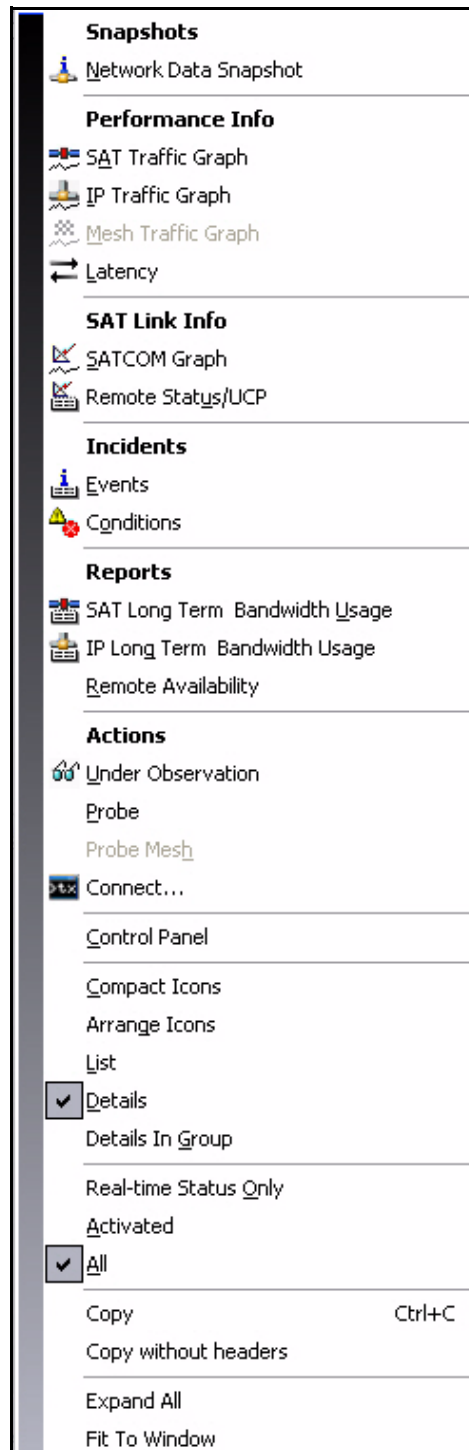 Snapshots
Network Data Snapshot
Performance Info
SAT Traffic Graph
IP Traffic Graph
Mesh Traffic Graph
Latency
SAT Link Info
SATCOM Graph
Remote Status/UCP
Incidents
Events
Conditions
Reports
SAT Long Term  Bandwidth Usage
IP Long Term  Bandwidth Usage
Remote Availability
Actions
Under Observation
Probe
Probe Mesh
Connect...
Control Panel
Compact Icons
Arrange Icons
List
Details
Details In Group
Real-time Status Only
Activated
All
Copy Ctrl+C
Copy without headers
Expand All
Fit To Window